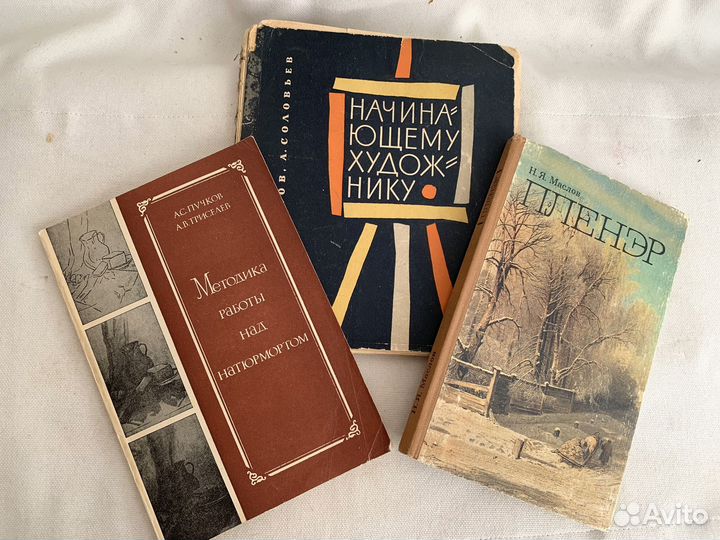 А. СОЛОВЬЕВ
НАЧИНА=
ЮЩЕМУ
ХУДОЖ=
НИКУ.
А.С. ПУЧКОВ
А.В. ТРИСЕЛЕВ
МЕТОДИКА
РАБОТЫ
НАД
НАТЮРМОРТОМ
Н. Я. Маслов
ПЛЕНЭР
Н. Я. Маслов
Avito